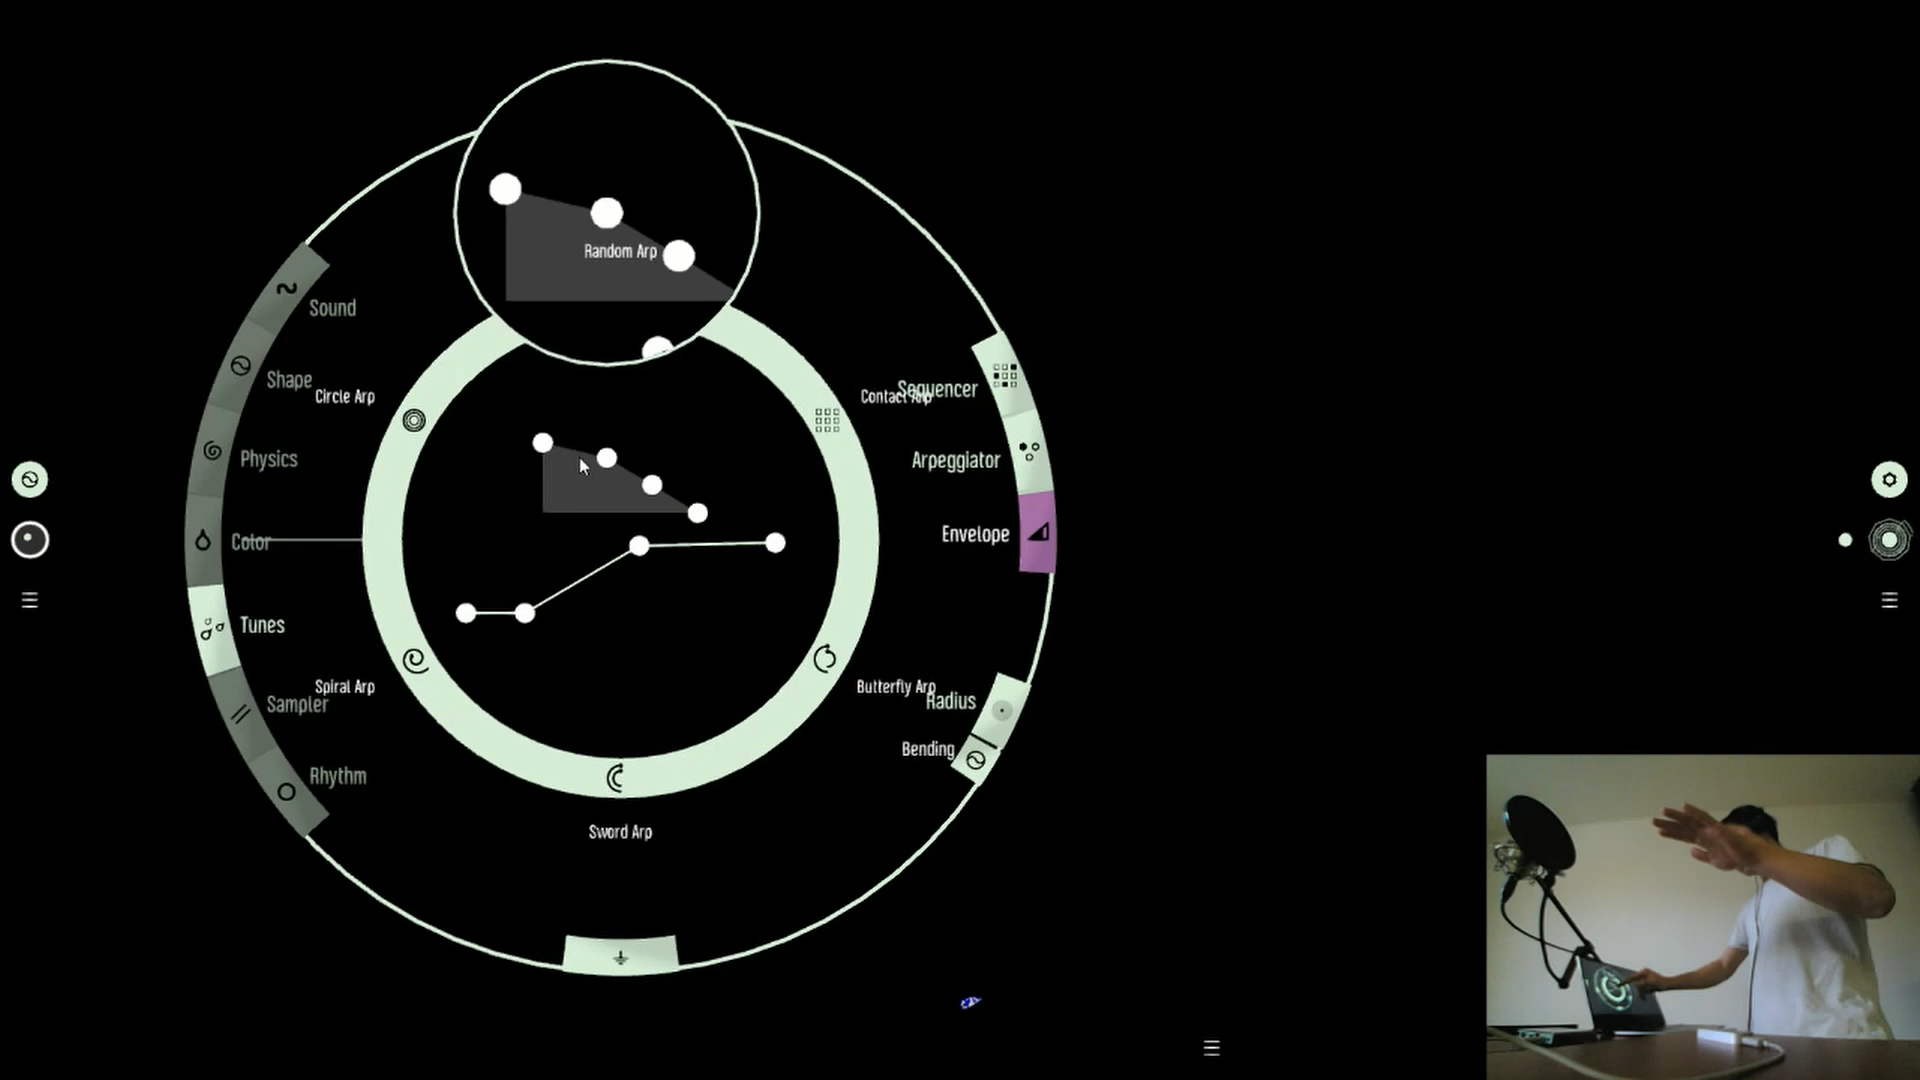 Random Arp
Sound
Shape
Circle Arp
Contact Arp
Sequencer
Physics
Arpeggiator
Color
Envelope
Tunes
Spiral Arp
Butterfly Arp
Sampler
Radius
Bending
Rhythm
Sword Arp